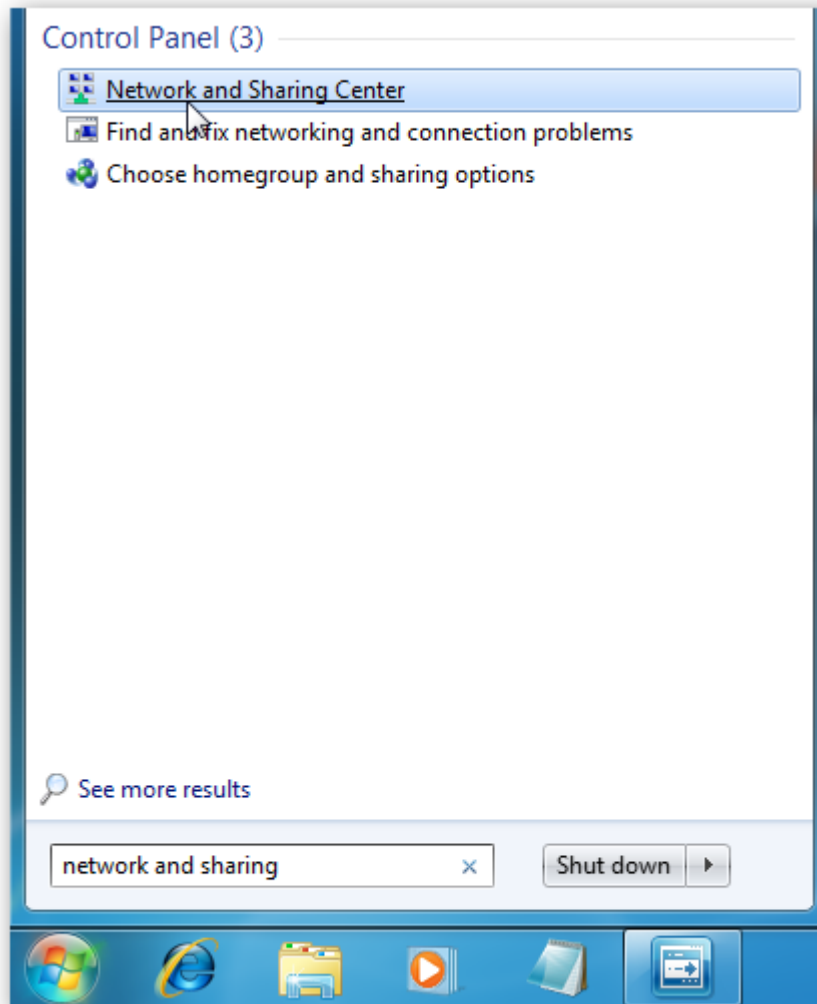 Control Panel (3)
Network and Sharing Center
Find and fix networking and connection problems
Choose homegroup and sharing options
See more results
network and sharing
Shut down